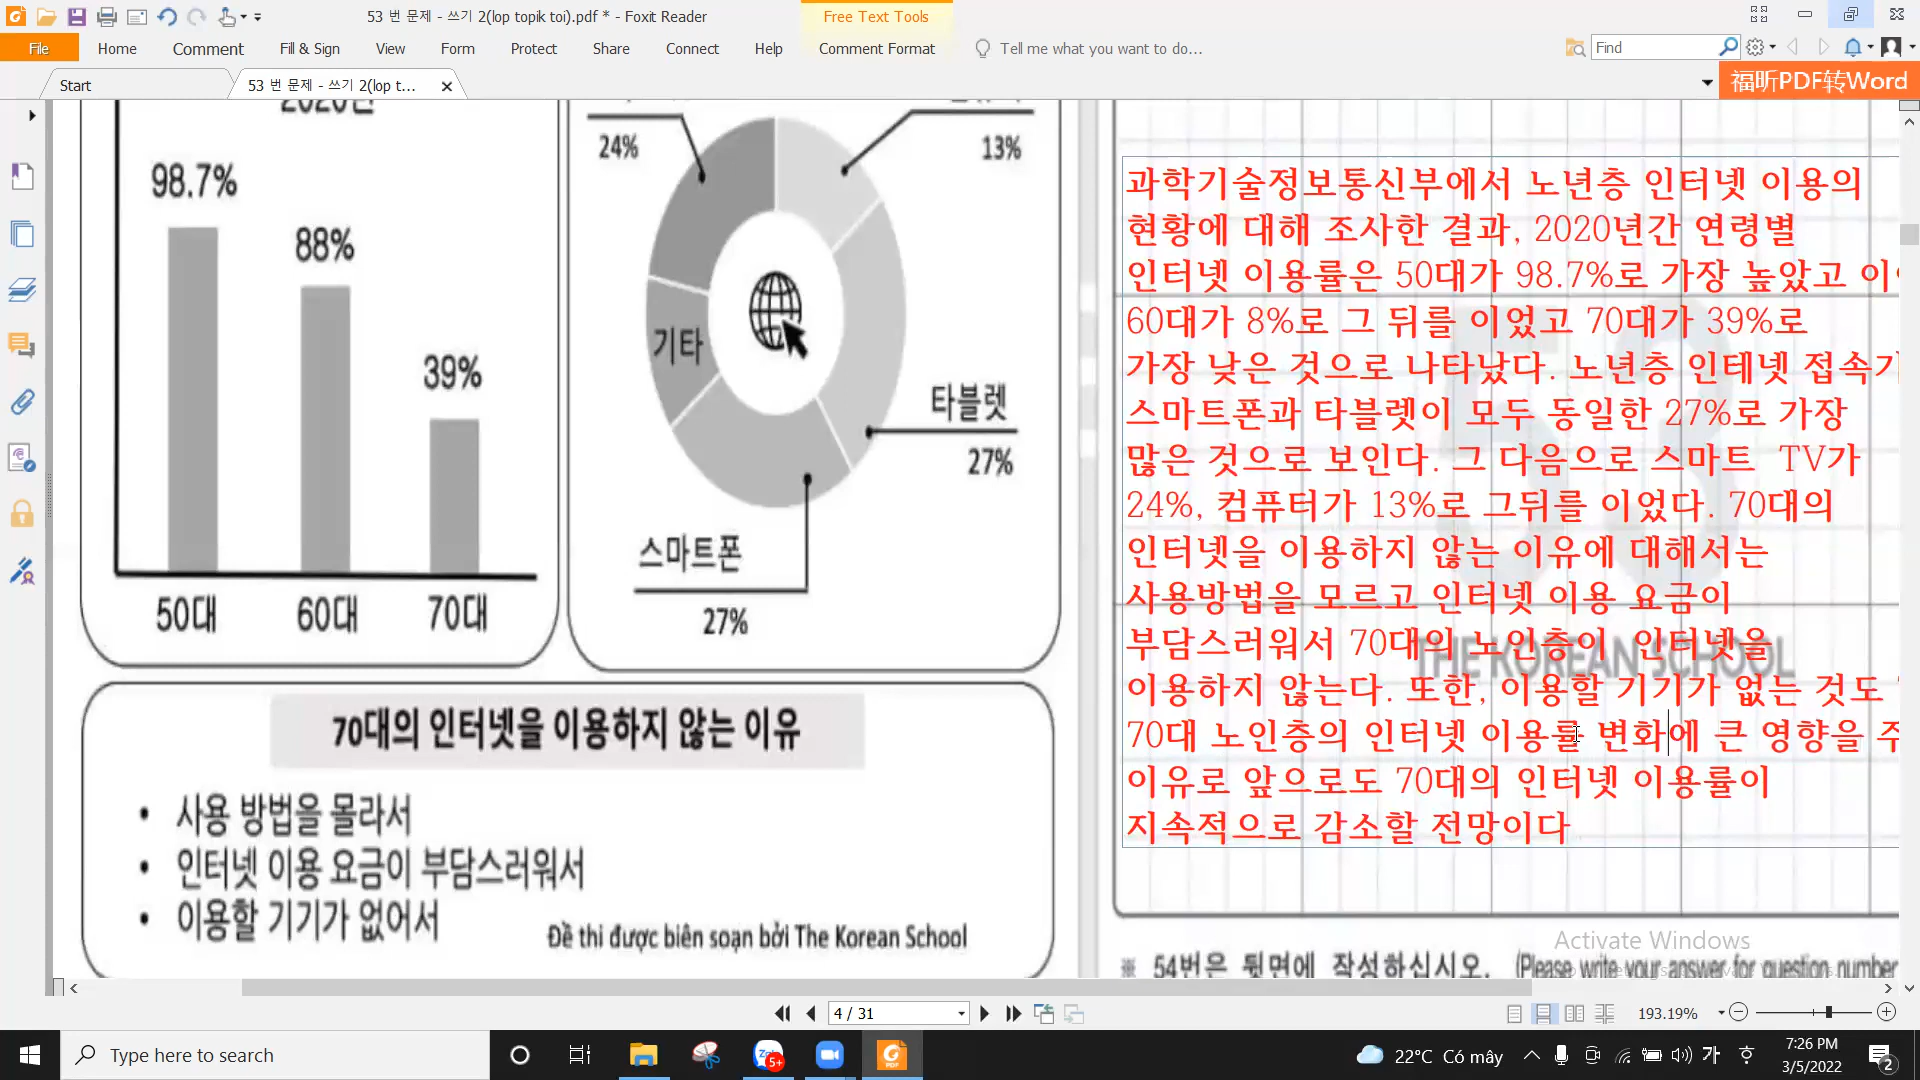 53 번 문제 - 쓰기 2(lop topik toi).pdf * - Foxit Reader
Free Text Tools
File
Home
Comment
Fill & Sign
View
Form
Protect
Share
Connect
Help
Comment Format
Tell me what you want to do...
Find
Start
53 번 문제 - 쓰기 2(lop t...
福昕PDF转Word
2020년
98.7%
88%
39%
50대
60대
70대
24%
13%
기타
타블렛
27%
스마트폰
27%
70대의 인터넷을 이용하지 않는 이유
• 사용 방법을 몰라서
• 인터넷 이용 요금이 부담스러워서
• 이용할 기기가 없어서
Đề thi được biên soạn bởi The Korean School
과학기술정보통신부에서 노년층 인터넷 이용의
현황에 대해 조사한 결과, 2020년간 연령별
인터넷 이용률은 50대가 98.7%로 가장 높았고
60대가 8%로 그 뒤를 이었고 70대가 39%로
가장 낮은 것으로 나타났다. 노년층 인테넷
스마트폰과 타블렛이 모두 동일한 27%로 가장
많은 것으로 보인다. 그 다음으로 스마트 TV가
24%, 컴퓨터가 13%로 그뒤를 이었다. 70대의
인터넷을 이용하지 않는 이유에 대해서는
사용방법을 모르고 인터넷 이용 요금이
부담스러워서 70대의 노인층이 인터넷을
이용하지 않는다. 또한, 이용할 기기가 없는 것도
70대 노인층의 인터넷 이용률 변화에 큰 영향을
이유로 앞으로도 70대의 인터넷 이용률이
지속적으로 감소할 전망이다
THE KOREAN SCHOOL
※ 54번은 뒷면에 작성하십시오. (Please write your answer for question number
Activate Windows
4 / 31
193.19%
Type here to search
5+
22°C Có mây
가
7:26 PM
3/5/2022
2